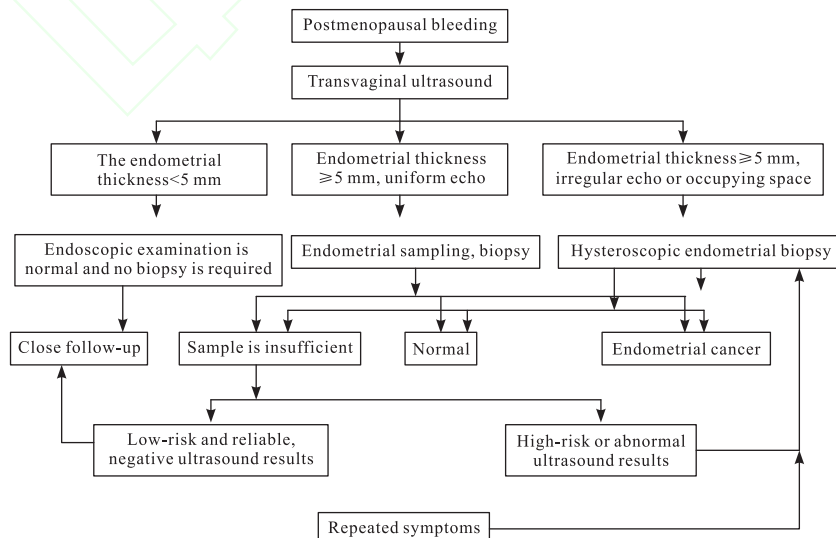 Postmenopausal bleeding
Transvaginal ultrasound
The endometrial
thickness<5 mm
Endometrial thickness
≥5 mm, uniform echo
Endometrial thickness≥5 mm,
irregular echo or occupying space
Endoscopic examination is
normal and no biopsy is required
Endometrial sampling, biopsy
Hysteroscopic endometrial biopsy
Close follow-up
Sample is insufficient
Normal
Endometrial cancer
Low-risk and reliable,
negative ultrasound results
High-risk or abnormal
ultrasound results
Repeated symptoms